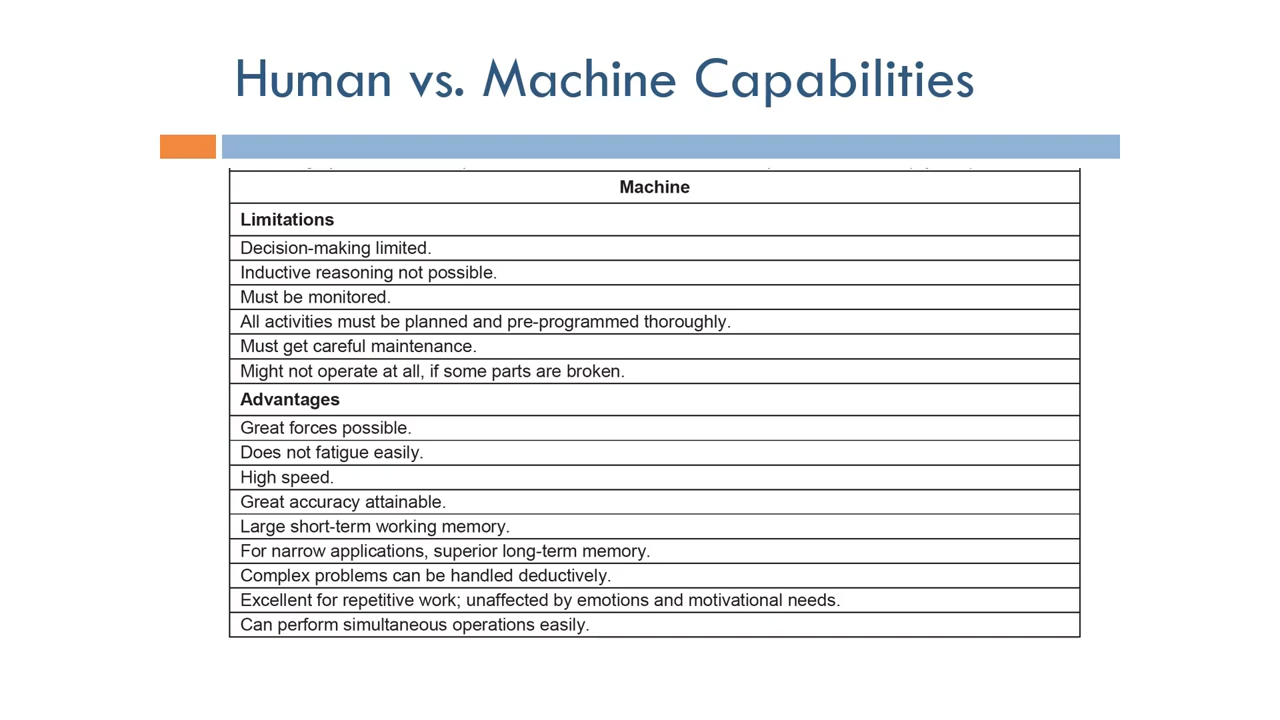 Human vs. Machine Capabilities
Machine
Limitations
Decision-making limited.
Inductive reasoning not possible.
Must be monitored.
All activities must be planned and pre-programmed thoroughly.
Must get careful maintenance.
Might not operate at all, if some parts are broken.
Advantages
Great forces possible.
Does not fatigue easily.
High speed.
Great accuracy attainable.
Large short-term working memory.
For narrow applications, superior long-term memory.
Complex problems can be handled deductively.
Excellent for repetitive work; unaffected by emotions and motivational needs.
Can perform simultaneous operations easily.